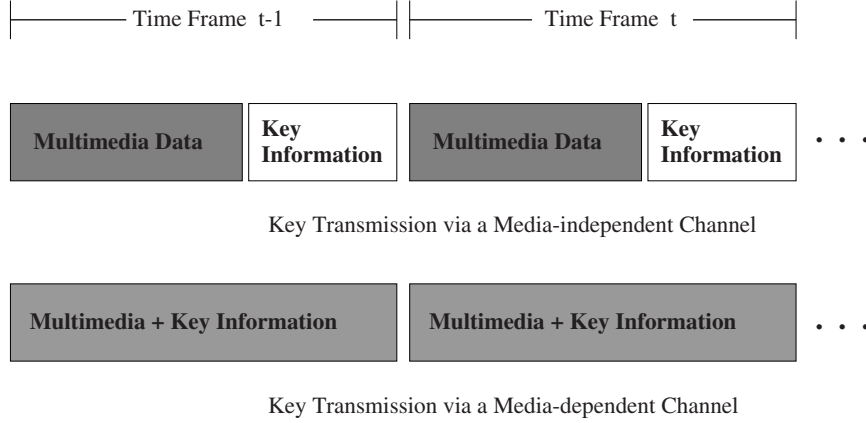 Time Frame t-1
Time Frame t
Multimedia Data
Key
Information
Multimedia Data
Key
Information
. . .
Key Transmission via a Media-independent Channel
Multimedia + Key Information
Multimedia + Key Information
. . .
Key Transmission via a Media-dependent Channel